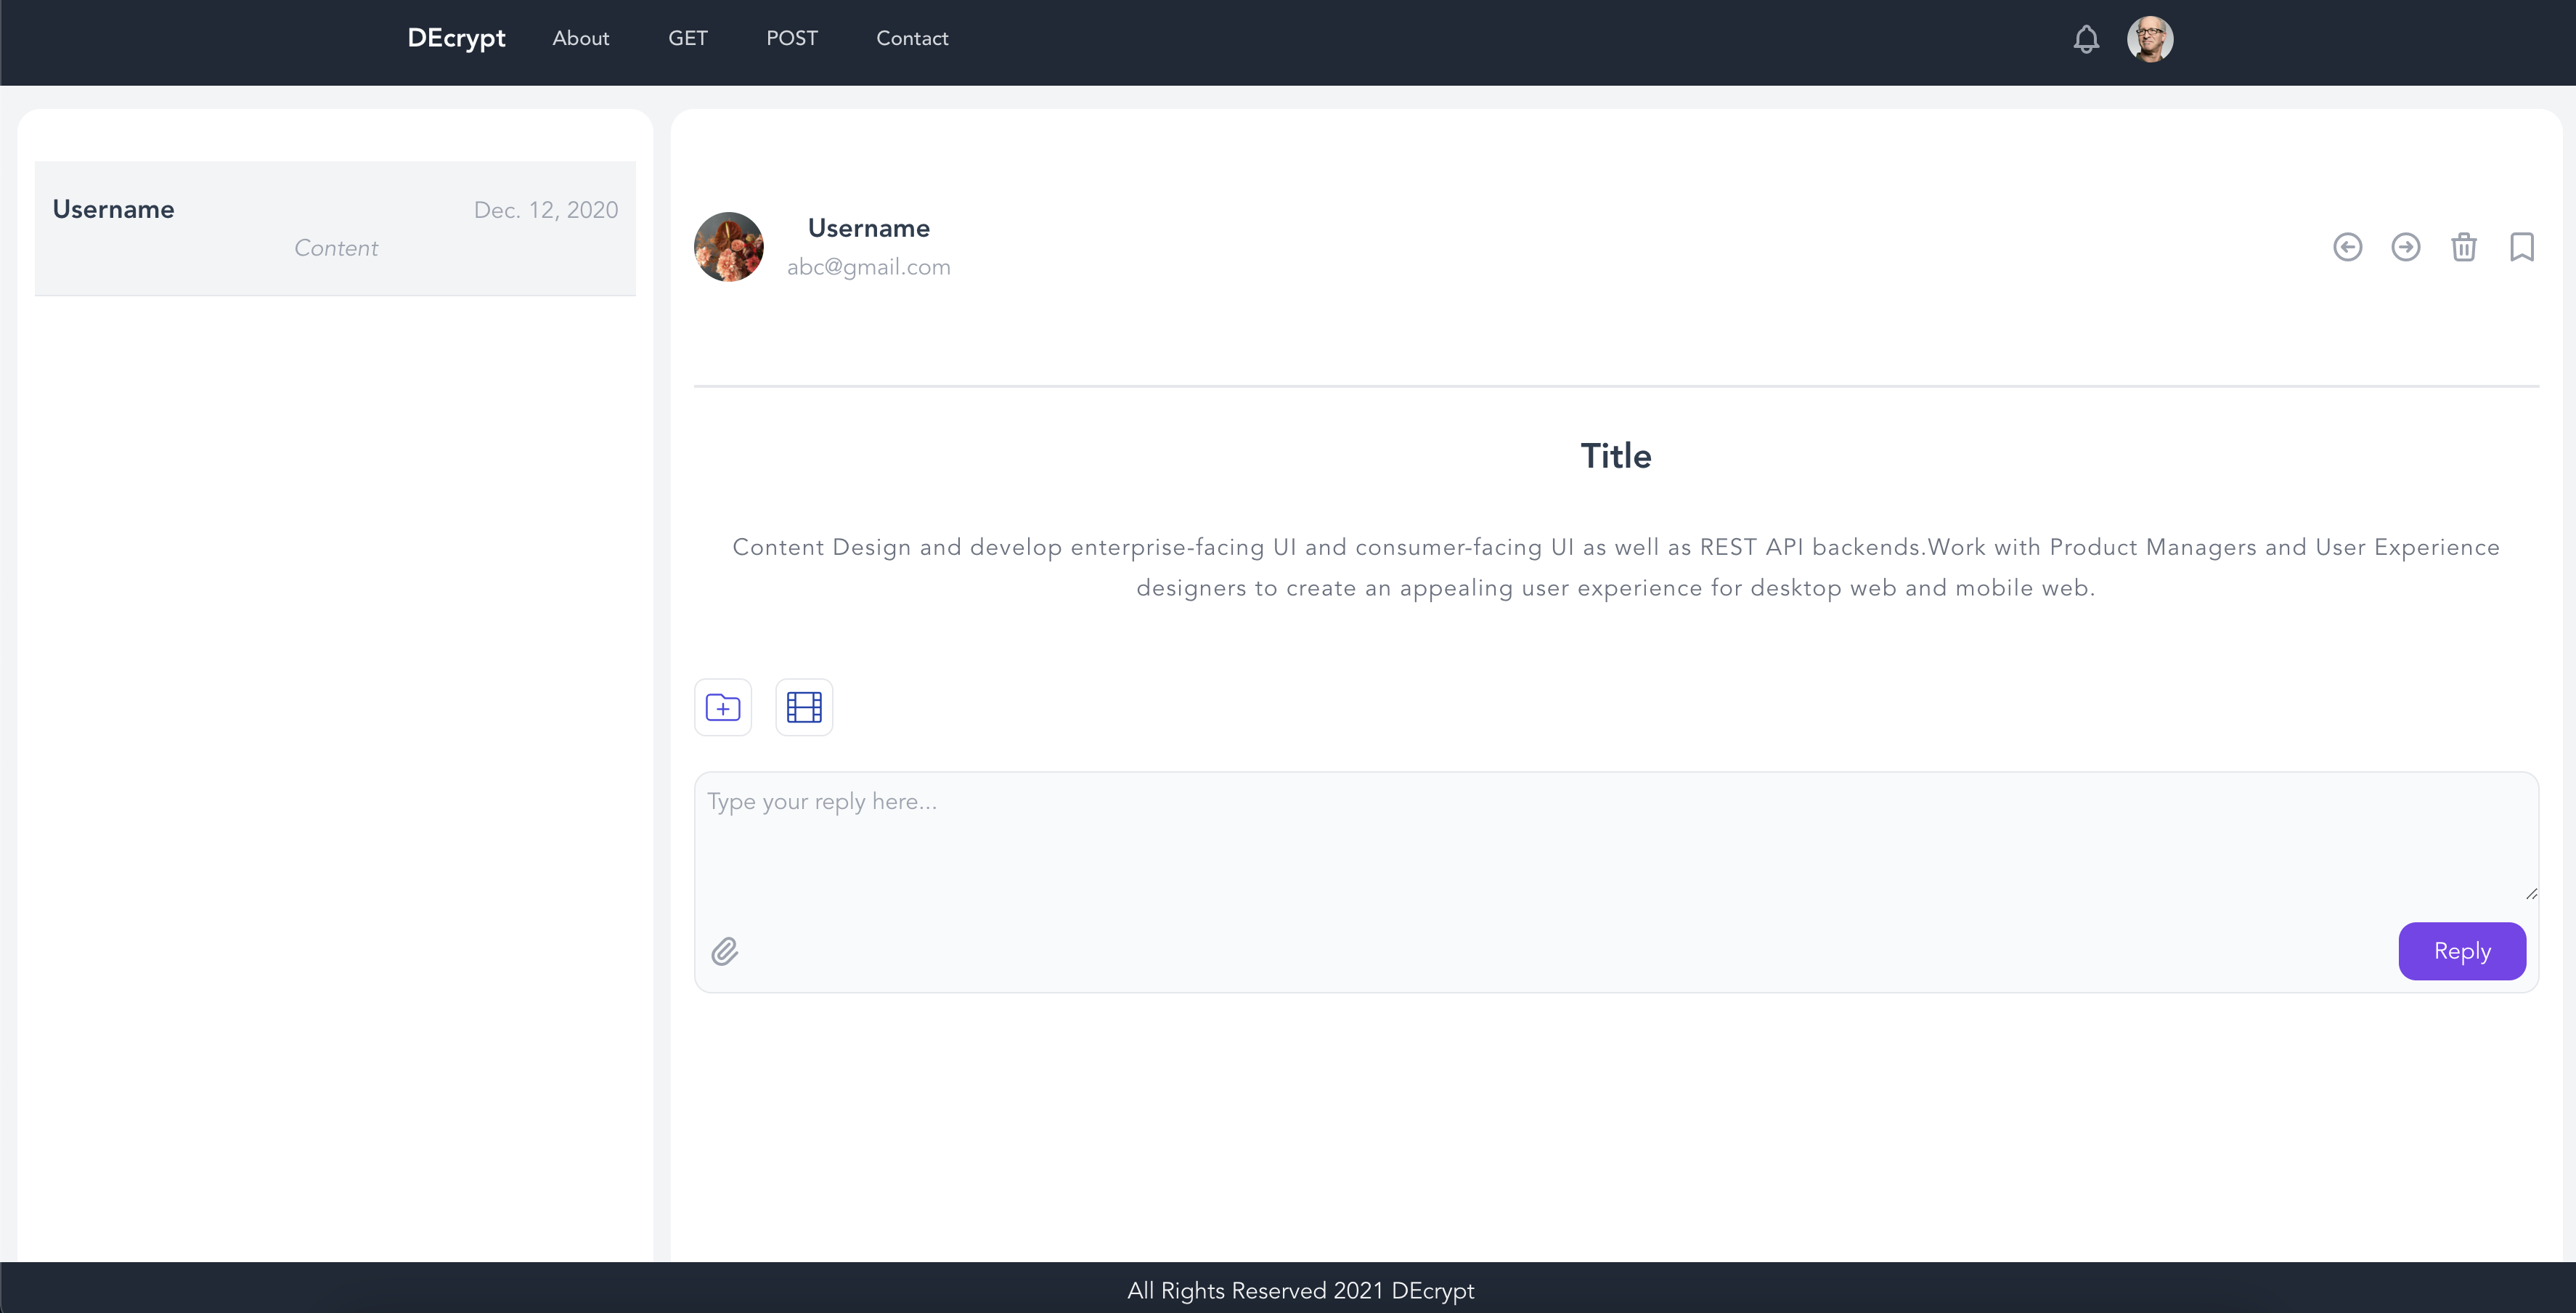 DEcrypt About GET POST Contact
Username Dec. 12, 2020
Content
Username
abc@gmail.com
Title
Content Design and develop enterprise-facing UI and consumer-facing UI as well as REST API backends.Work with Product Managers and User Experience
designers to create an appealing user experience for desktop web and mobile web.
Type your reply here...
Reply
All Rights Reserved 2021 DEcrypt